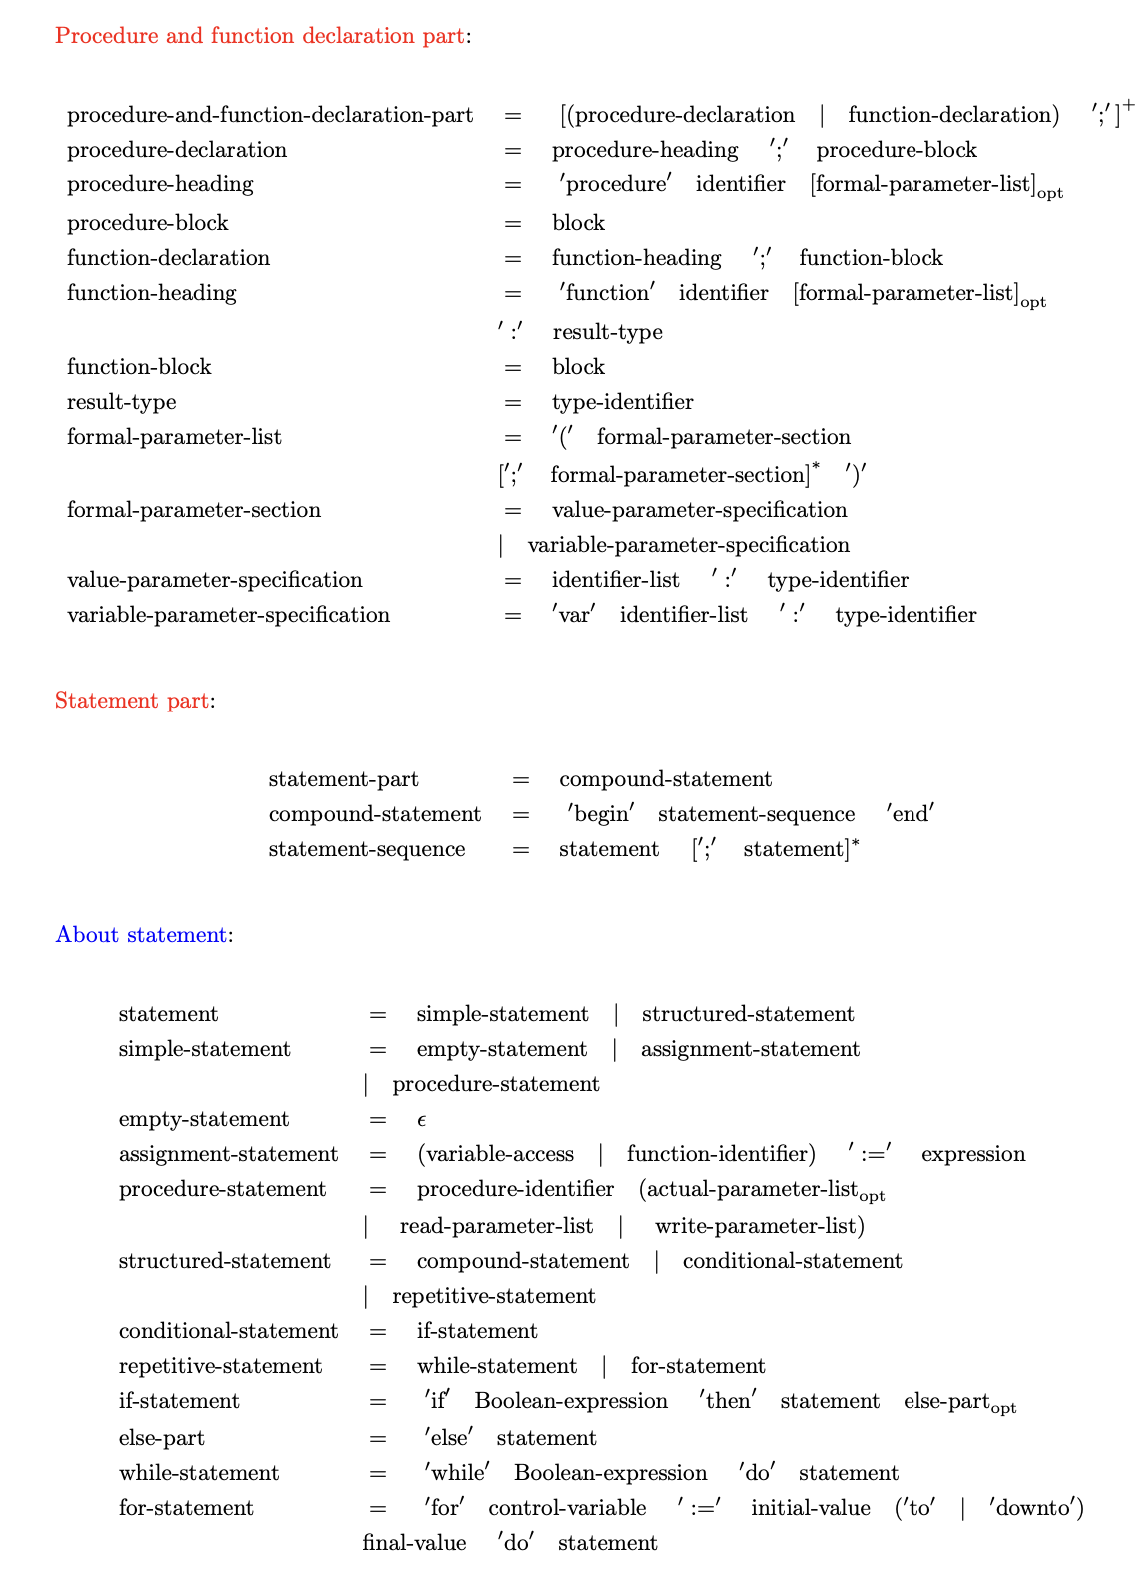 Procedure and function declaration part:
procedure-and-function-declaration-part = [(procedure-declaration | function-declaration) ';']+
procedure-declaration = procedure-heading ';' procedure-block
procedure-heading = 'procedure' identifier [formal-parameter-list]opt
procedure-block = block
function-declaration = function-heading ';' function-block
function-heading = 'function' identifier [formal-parameter-list]opt
':' result-type
function-block = block
result-type = type-identifier
formal-parameter-list = '(' formal-parameter-section
[';' formal-parameter-section]* ')'
formal-parameter-section = value-parameter-specification
| variable-parameter-specification
value-parameter-specification = identifier-list ':' type-identifier
variable-parameter-specification = 'var' identifier-list ':' type-identifier
Statement part:
statement-part = compound-statement
compound-statement = 'begin' statement-sequence 'end'
statement-sequence = statement [';' statement]*
About statement:
statement = simple-statement | structured-statement
simple-statement = empty-statement | assignment-statement
| procedure-statement
empty-statement = ϵ
assignment-statement = (variable-access | function-identifier) ':=' expression
procedure-statement = procedure-identifier (actual-parameter-listopt
| read-parameter-list | write-parameter-list)
structured-statement = compound-statement | conditional-statement
| repetitive-statement
conditional-statement = if-statement
repetitive-statement = while-statement | for-statement
if-statement = 'if' Boolean-expression 'then' statement else-partopt
else-part = 'else' statement
while-statement = 'while' Boolean-expression 'do' statement
for-statement = 'for' control-variable ':=' initial-value ('to' | 'downto')
final-value 'do' statement